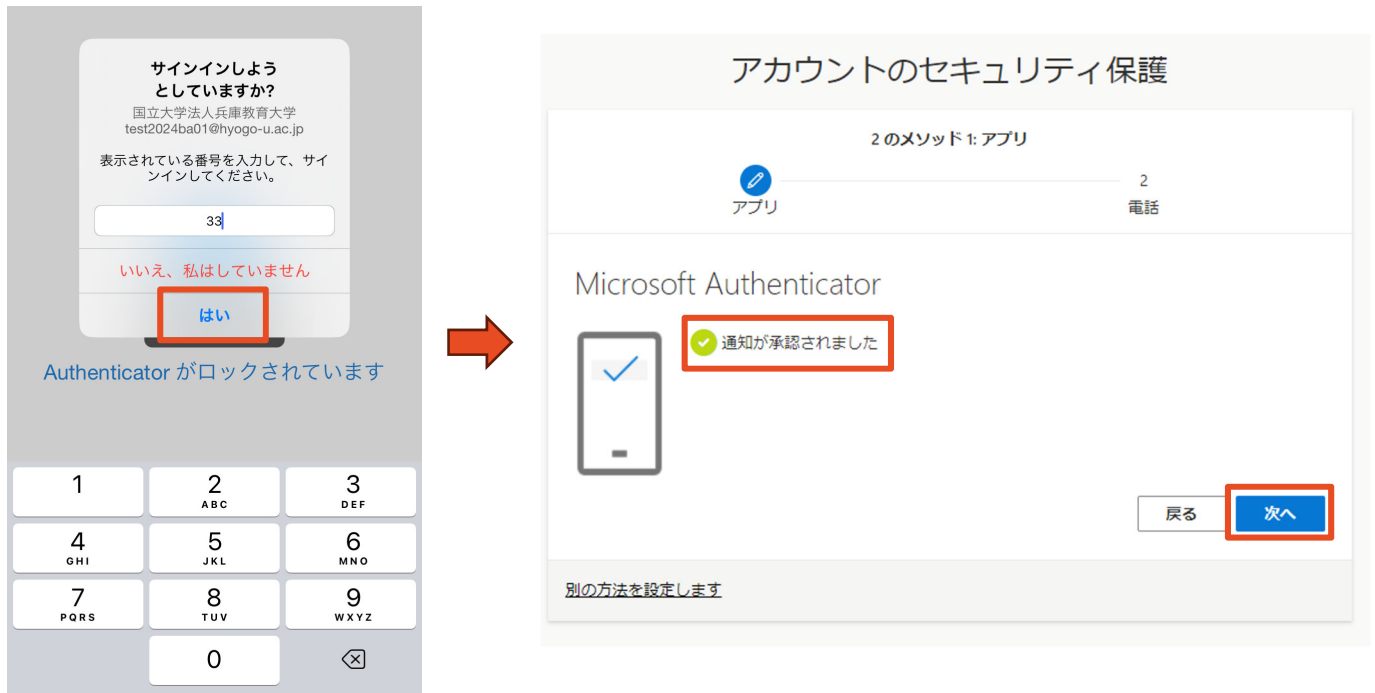 サインインしよう
としていますか?
国立大学法人兵庫教育大学
test2024ba01@hyogo-u.ac.jp
表示されている番号を入力して、サイ
ンインしてください。
33
いいえ、私はしていません
はい
Authenticator がロックされています
1
2
ABC
3
DEF
4
GHI
5
JKL
6
MNO
7
PQRS
8
TUV
9
WXYZ
0
アカウントのセキュリティ保護
2 のメソッド 1: アプリ
アプリ
2
電話
Microsoft Authenticator
通知が承認されました
戻る
次へ
別の方法を設定します